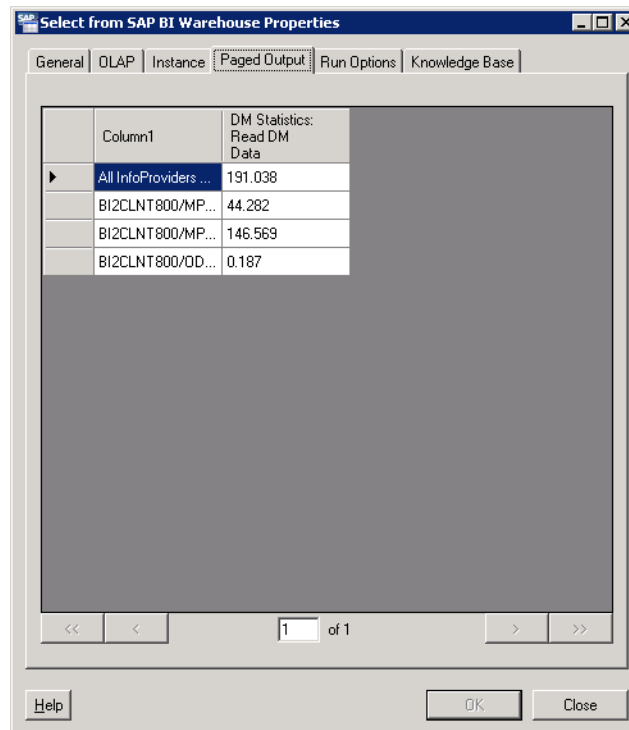 SAP Select from SAP BI Warehouse Properties
General OLAP Instance Paged Output Run Options Knowledge Base
Column1
DM Statistics:
Read DM
Data
All InfoProviders ... 191.038
BI2CLNT800/MP... 44.282
BI2CLNT800/MP... 146.569
BI2CLNT800/OD... 0.187
<< < 1 of 1 > >>
Help OK Close